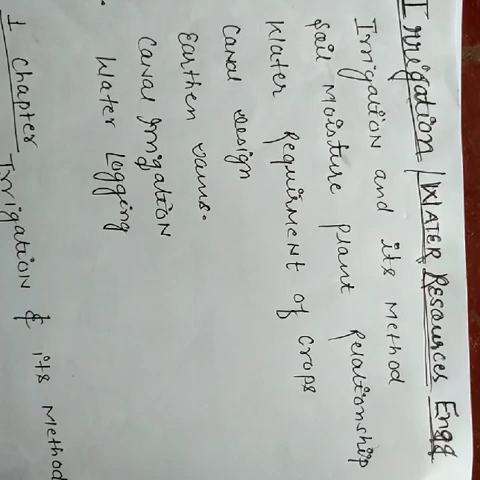 Irrigation / Water Resources Engg
Irrigation and its Method
Soil Moisture Plant Relationship
Water Requirment of Crops
Canal Design
Earthen Dams.
Canal Irrigation
Water Logging
1 chapter Irrigation & its Method